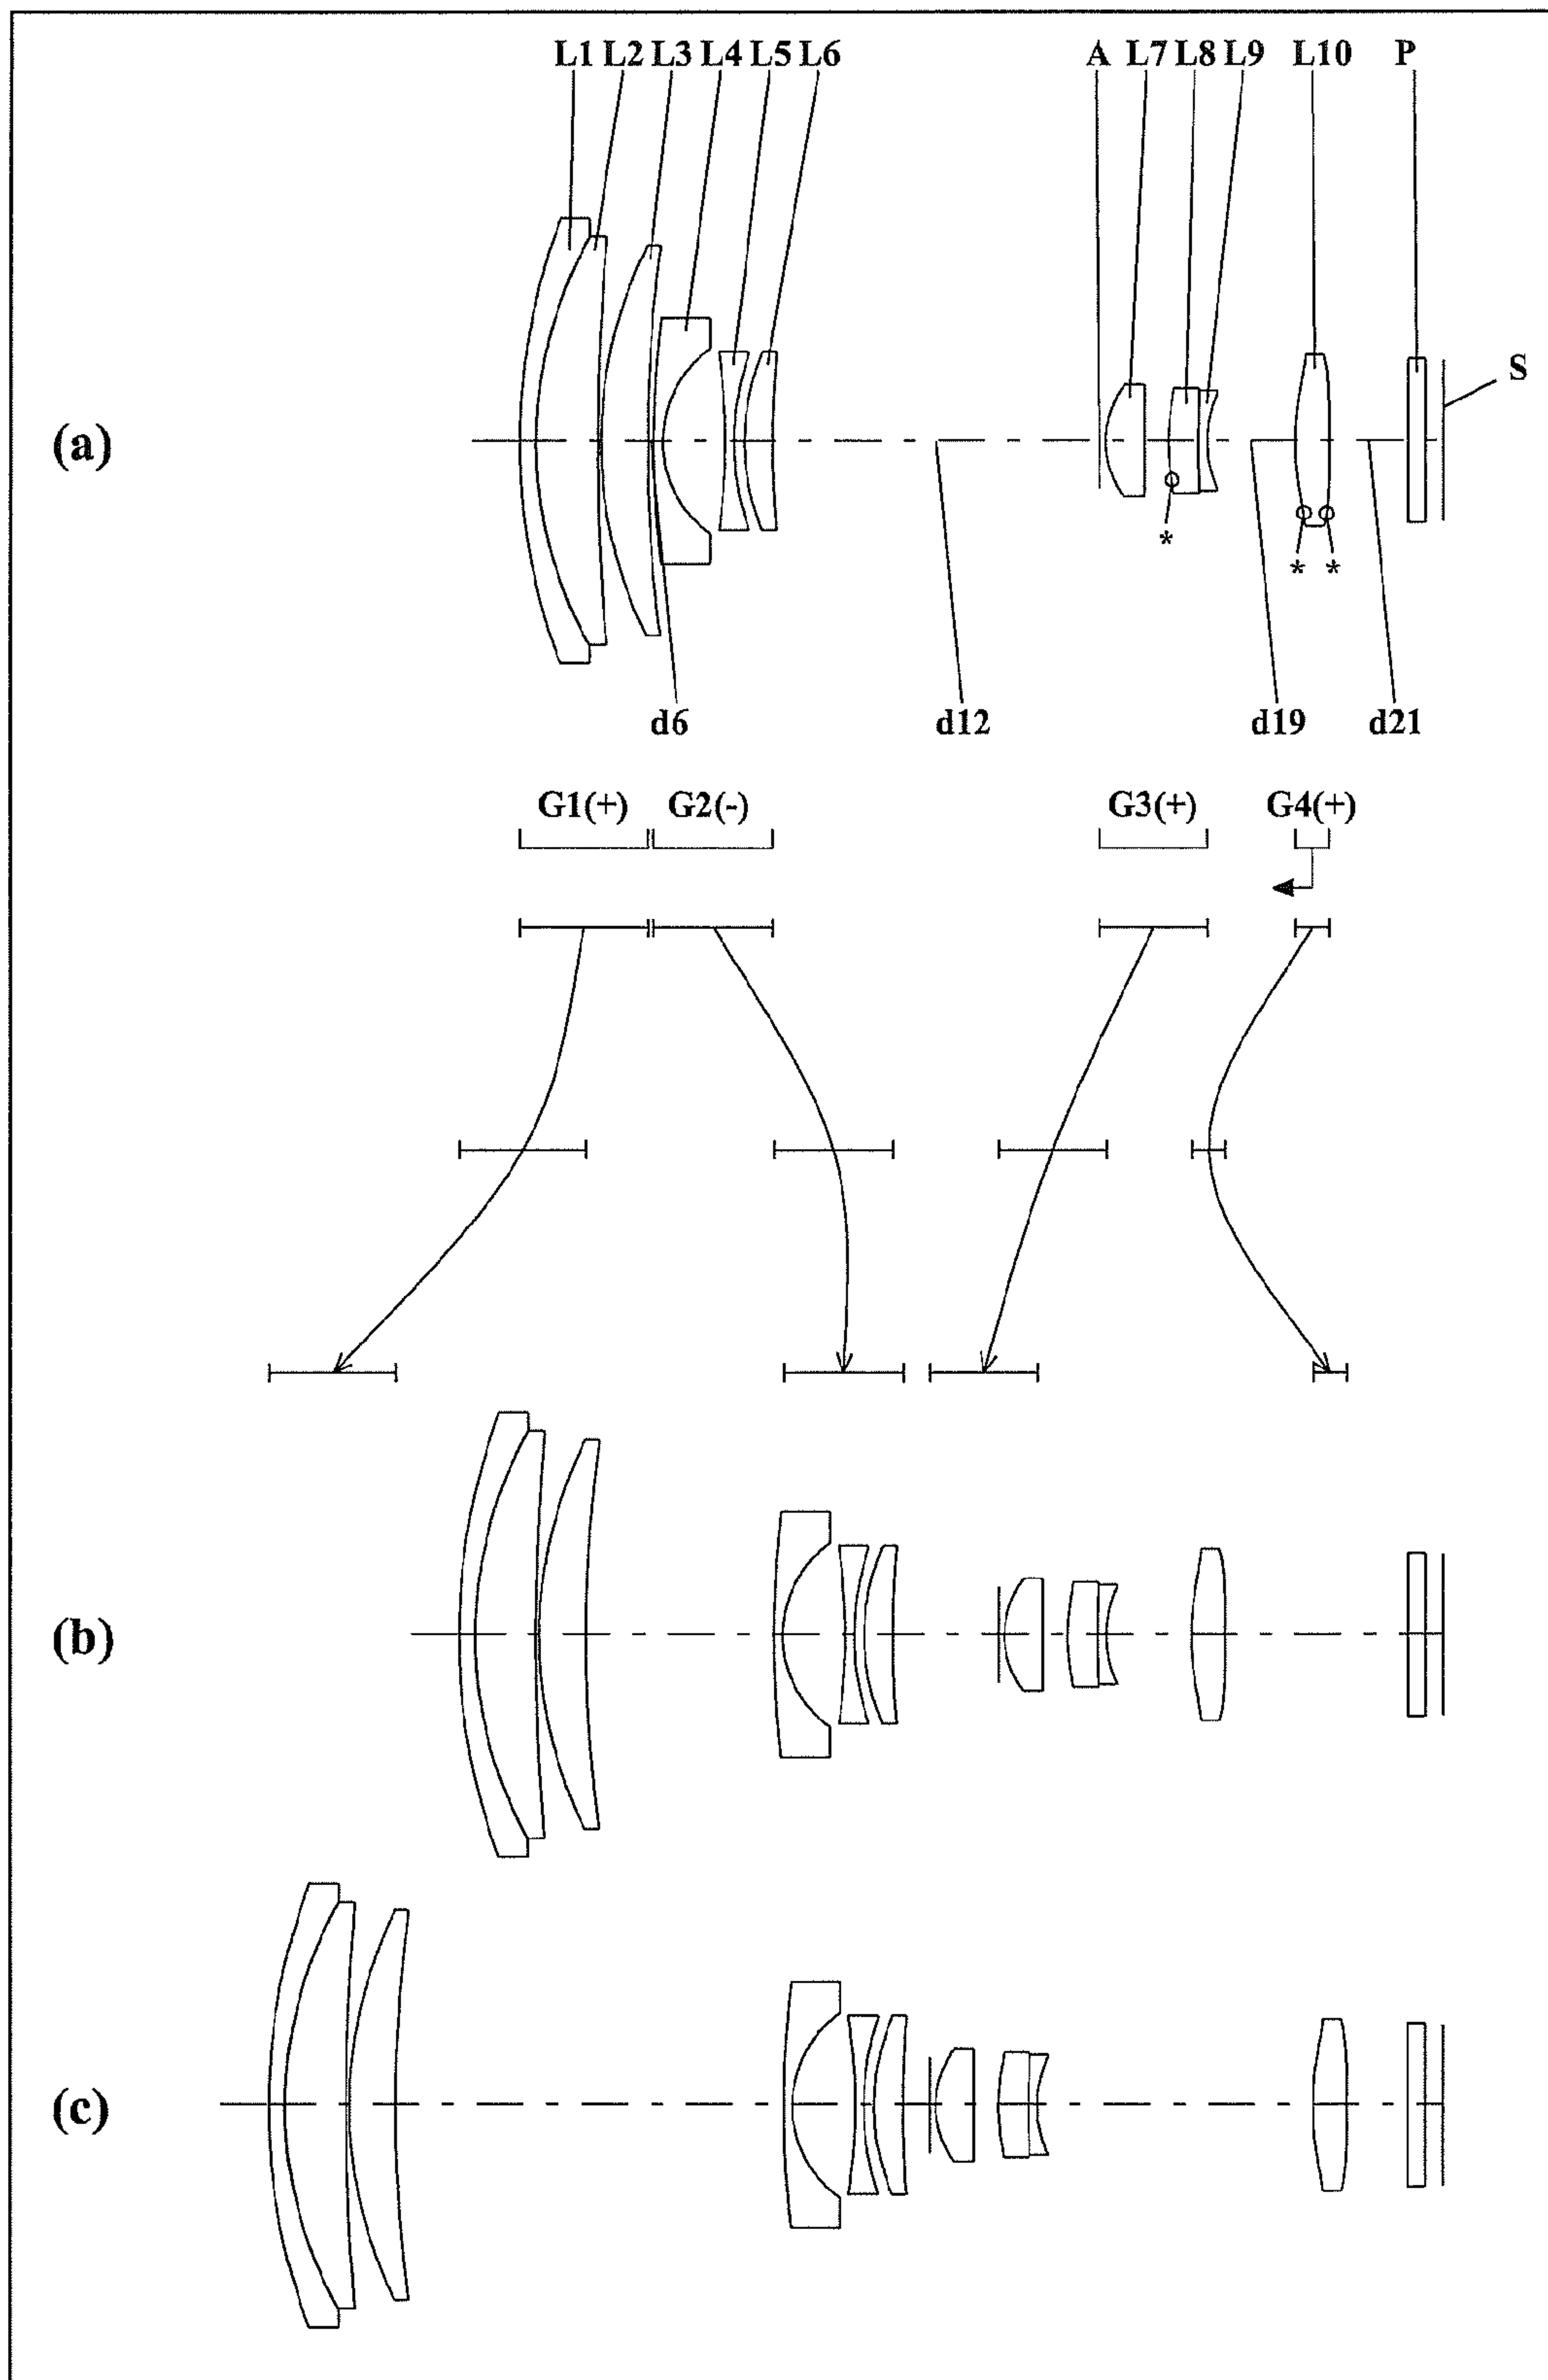 L1 L2 L3 L4 L5 L6 A L7 L8 L9 L10 P
S
(a)
*
* *
d6 d12 d19 d21
G1(+) G2(-) G3(+) G4(+)
(b)
(c)